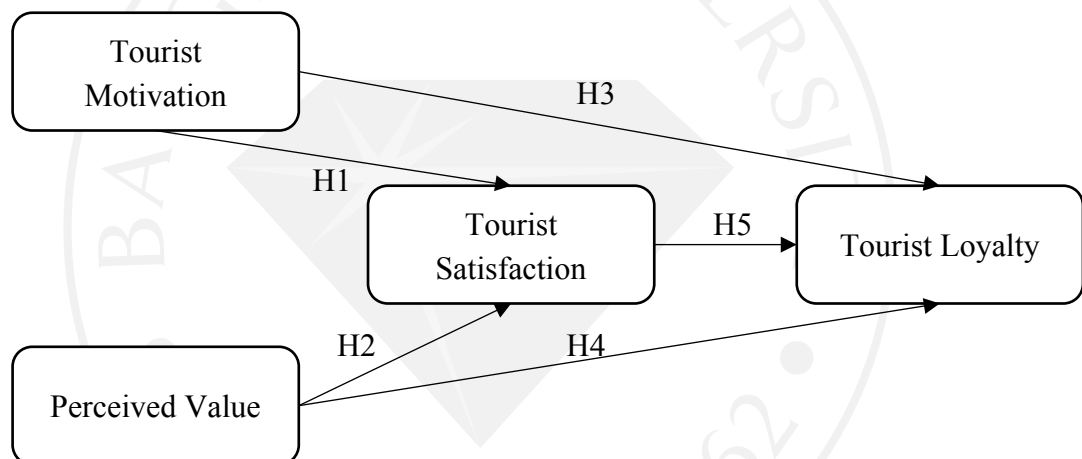 Tourist
Motivation
H3
H1
Tourist
Satisfaction
H5
Tourist Loyalty
H2
H4
Perceived Value